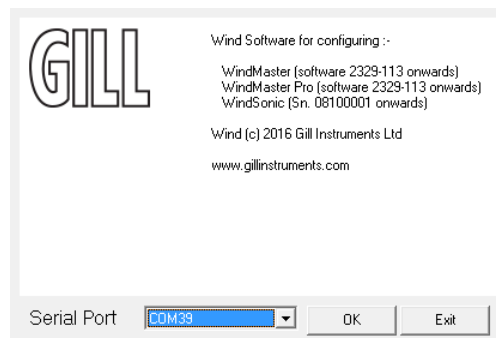 GILL
Wind Software for configuring :-
WindMaster (software 2329-113 onwards)
WindMaster Pro (software 2329-113 onwards)
WindSonic (Sn. 08100001 onwards)
Wind (c) 2016 Gill Instruments Ltd
www.gillinstruments.com
Serial Port COM39 OK Exit